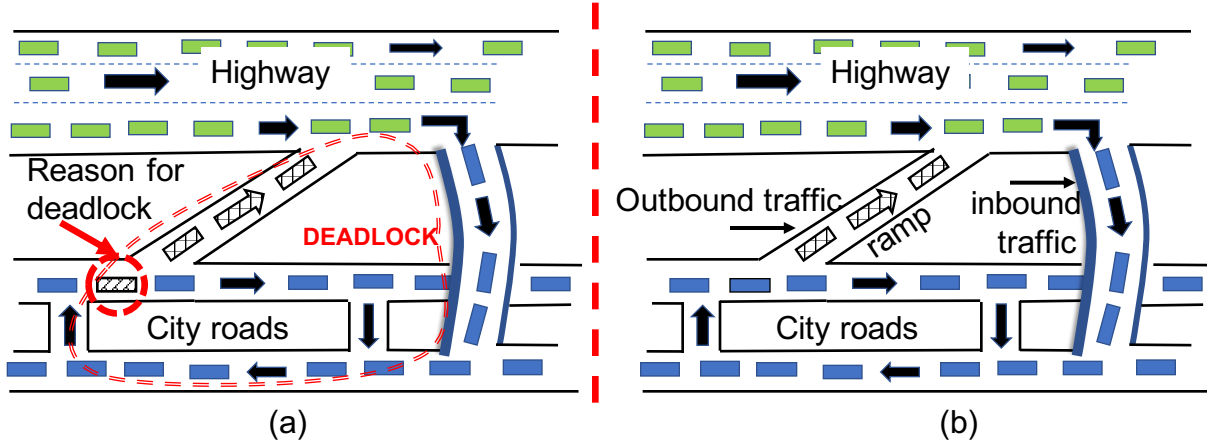 Highway
Reason for
deadlock
DEADLOCK
City roads
(a)
Highway
Outbound traffic
ramp
inbound
traffic
City roads
(b)